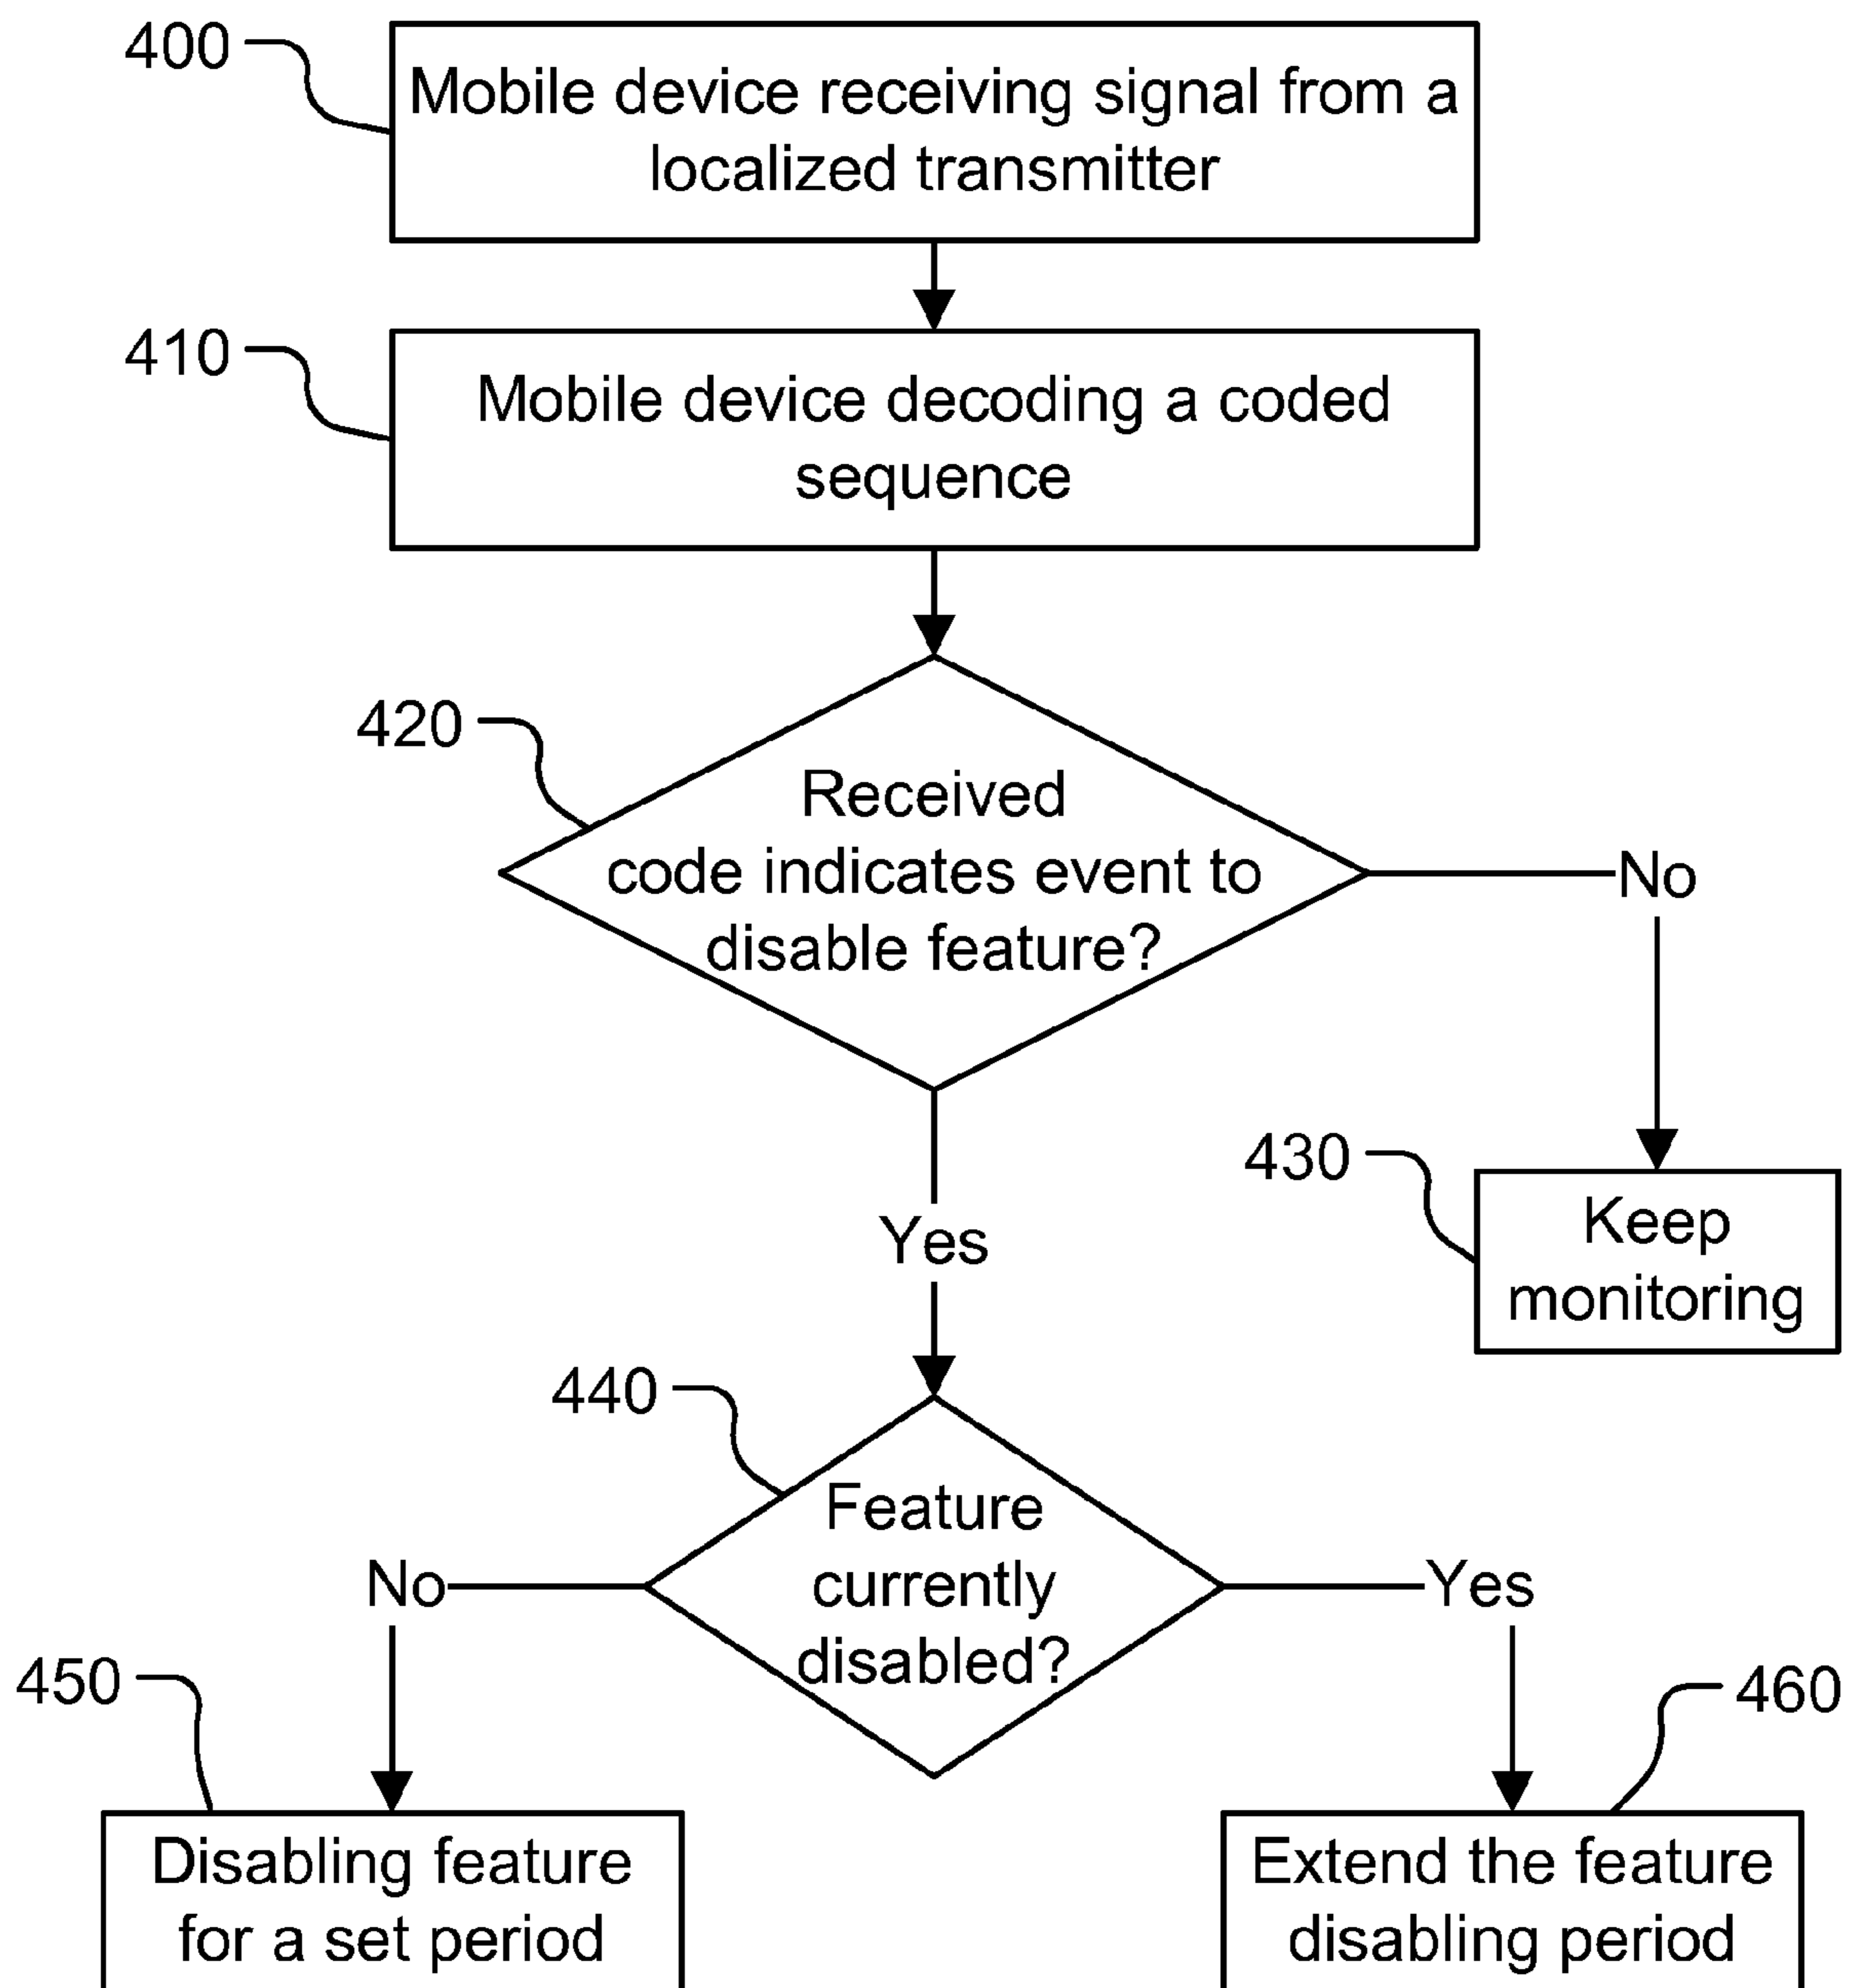 400
Mobile device receiving signal from a
localized transmitter
410
Mobile device decoding a coded
sequence
420
Received
code indicates event to
disable feature?
No
Yes
430
Keep
monitoring
440
Feature
currently
disabled?
No
Yes
450
Disabling feature
for a set period
460
Extend the feature
disabling period